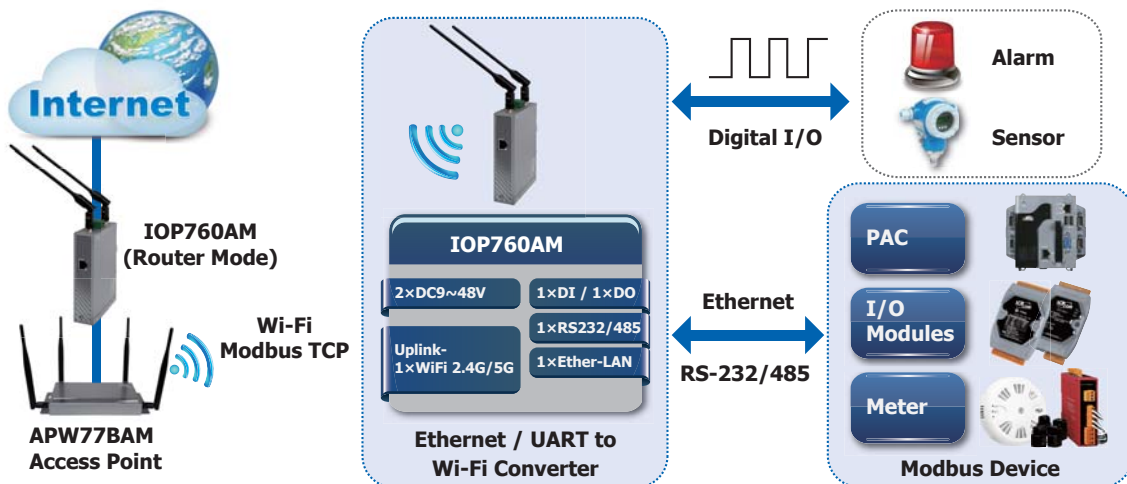 Internet
IOP760AM
(Router Mode)
Wi-Fi
Modbus TCP
APW77BAM
Access Point
IOP760AM
2×DC9~48V
Uplink-
1×WiFi 2.4G/5G
1×DI / 1×DO
1×RS232/485
1×Ether-LAN
Ethernet / UART to
Wi-Fi Converter
Digital I/O
Alarm
Sensor
Ethernet
RS-232/485
PAC
I/O
Modules
Meter
Modbus Device